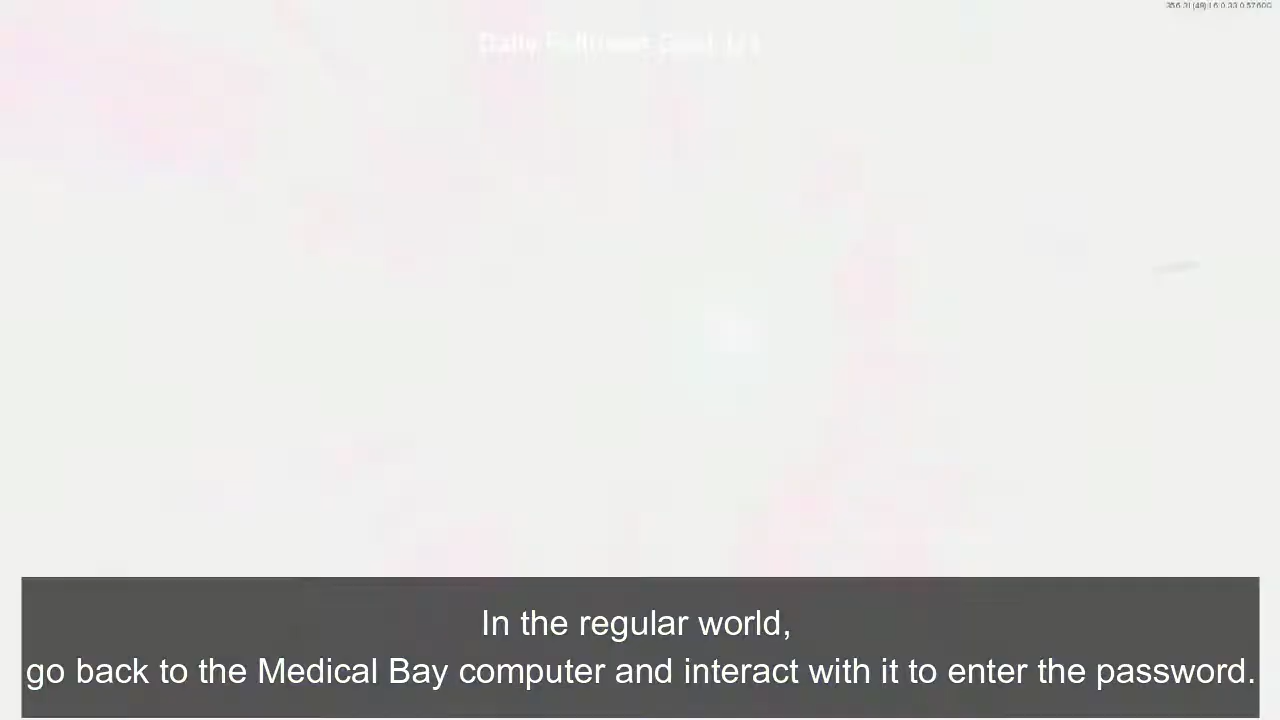 In the regular world,
go back to the Medical Bay computer and interact with it to enter the password.